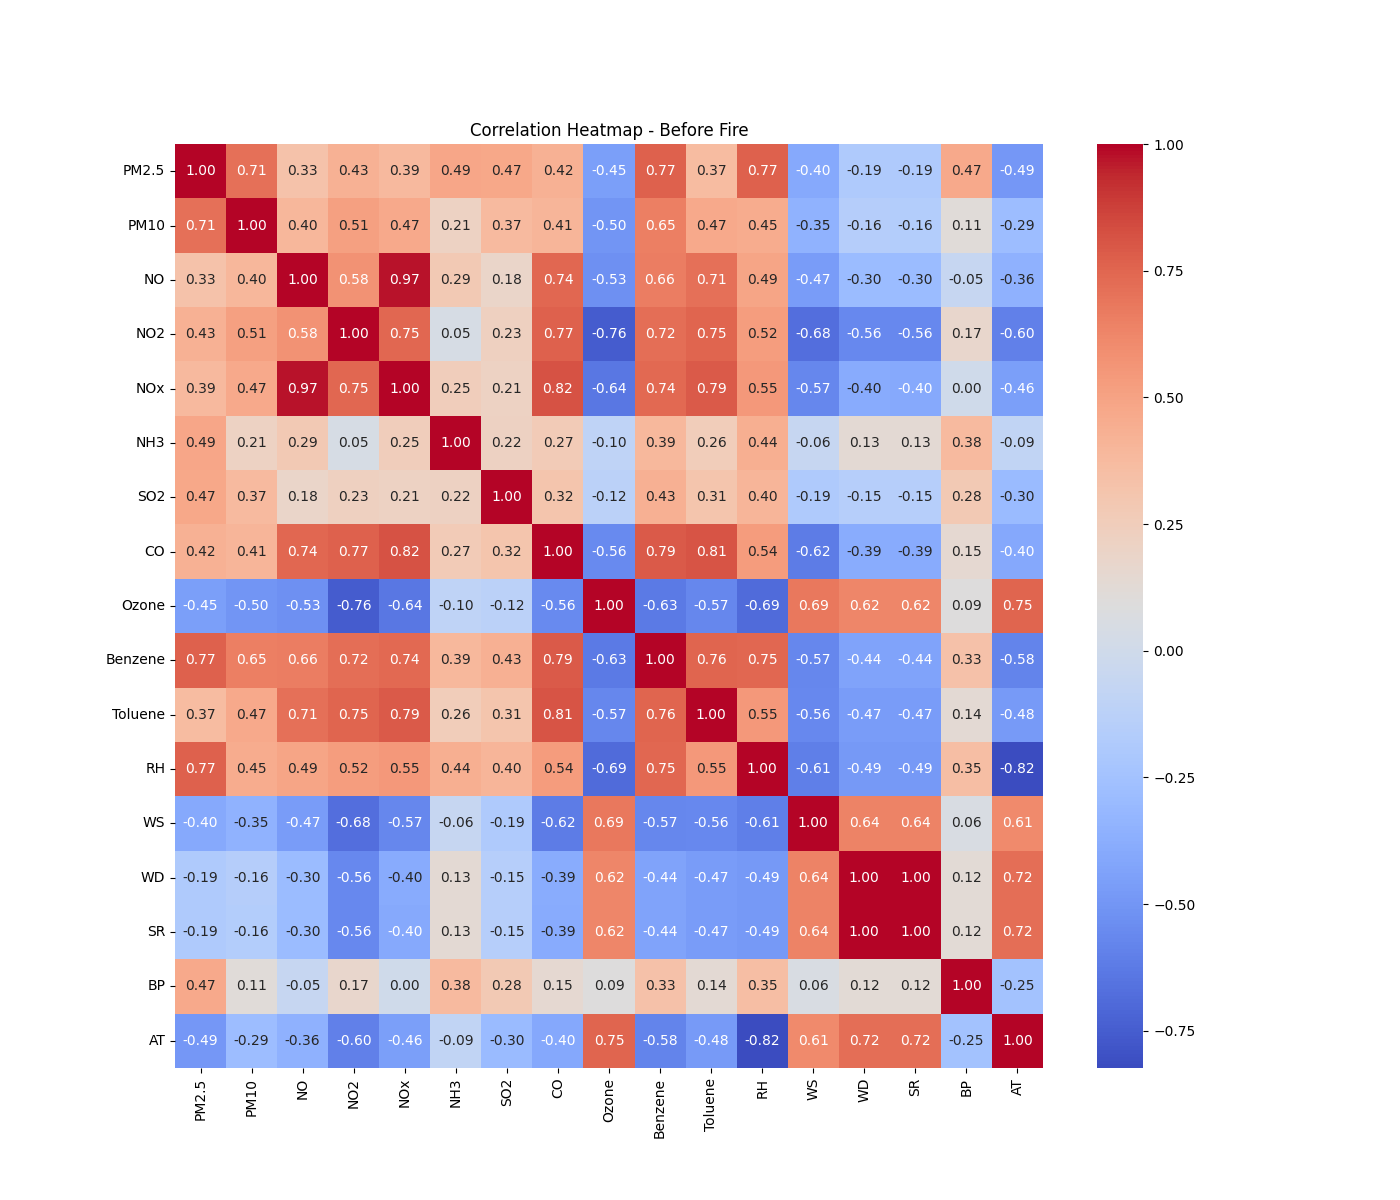 Correlation Heatmap - Before Fire
PM2.5 1.00 0.71 0.33 0.43 0.39 0.49 0.47 0.42 -0.45 0.77 0.37 0.77 -0.40 -0.19 -0.19 0.47 -0.49
PM10 0.71 1.00 0.40 0.51 0.47 0.21 0.37 0.41 -0.50 0.65 0.47 0.45 -0.35 -0.16 -0.16 0.11 -0.29
NO 0.33 0.40 1.00 0.58 0.97 0.29 0.18 0.74 -0.53 0.66 0.71 0.49 -0.47 -0.30 -0.30 -0.05 -0.36
NO2 0.43 0.51 0.58 1.00 0.75 0.05 0.23 0.77 -0.76 0.72 0.75 0.52 -0.68 -0.56 -0.56 0.17 -0.60
NOx 0.39 0.47 0.97 0.75 1.00 0.25 0.21 0.82 -0.64 0.74 0.79 0.55 -0.57 -0.40 -0.40 0.00 -0.46
NH3 0.49 0.21 0.29 0.05 0.25 1.00 0.22 0.27 -0.10 0.39 0.26 0.44 -0.06 0.13 0.13 0.38 -0.09
SO2 0.47 0.37 0.18 0.23 0.21 0.22 1.00 0.32 -0.12 0.43 0.31 0.40 -0.19 -0.15 -0.15 0.28 -0.30
CO 0.42 0.41 0.74 0.77 0.82 0.27 0.32 1.00 -0.56 0.79 0.81 0.54 -0.62 -0.39 -0.39 0.15 -0.40
Ozone -0.45 -0.50 -0.53 -0.76 -0.64 -0.10 -0.12 -0.56 1.00 -0.63 -0.57 -0.69 0.69 0.62 0.62 0.09 0.75
Benzene 0.77 0.65 0.66 0.72 0.74 0.39 0.43 0.79 -0.63 1.00 0.76 0.75 -0.57 -0.44 -0.44 0.33 -0.58
Toluene 0.37 0.47 0.71 0.75 0.79 0.26 0.31 0.81 -0.57 0.76 1.00 0.55 -0.56 -0.47 -0.47 0.14 -0.48
RH 0.77 0.45 0.49 0.52 0.55 0.44 0.40 0.54 -0.69 0.75 0.55 1.00 -0.61 -0.49 -0.49 0.35 -0.82
WS -0.40 -0.35 -0.47 -0.68 -0.57 -0.06 -0.19 -0.62 0.69 -0.57 -0.56 -0.61 1.00 0.64 0.64 0.06 0.61
WD -0.19 -0.16 -0.30 -0.56 -0.40 0.13 -0.15 -0.39 0.62 -0.44 -0.47 -0.49 0.64 1.00 1.00 0.12 0.72
SR -0.19 -0.16 -0.30 -0.56 -0.40 0.13 -0.15 -0.39 0.62 -0.44 -0.47 -0.49 0.64 1.00 1.00 0.12 0.72
BP 0.47 0.11 -0.05 0.17 0.00 0.38 0.28 0.15 0.09 0.33 0.14 0.35 0.06 0.12 0.12 1.00 -0.25
AT -0.49 -0.29 -0.36 -0.60 -0.46 -0.09 -0.30 -0.40 0.75 -0.58 -0.48 -0.82 0.61 0.72 0.72 -0.25 1.00
PM2.5 PM10 NO NO2 NOx NH3 SO2 CO Ozone Benzene Toluene RH WS WD SR BP AT
1.00
0.75
0.50
0.25
0.00
−0.25
−0.50
−0.75